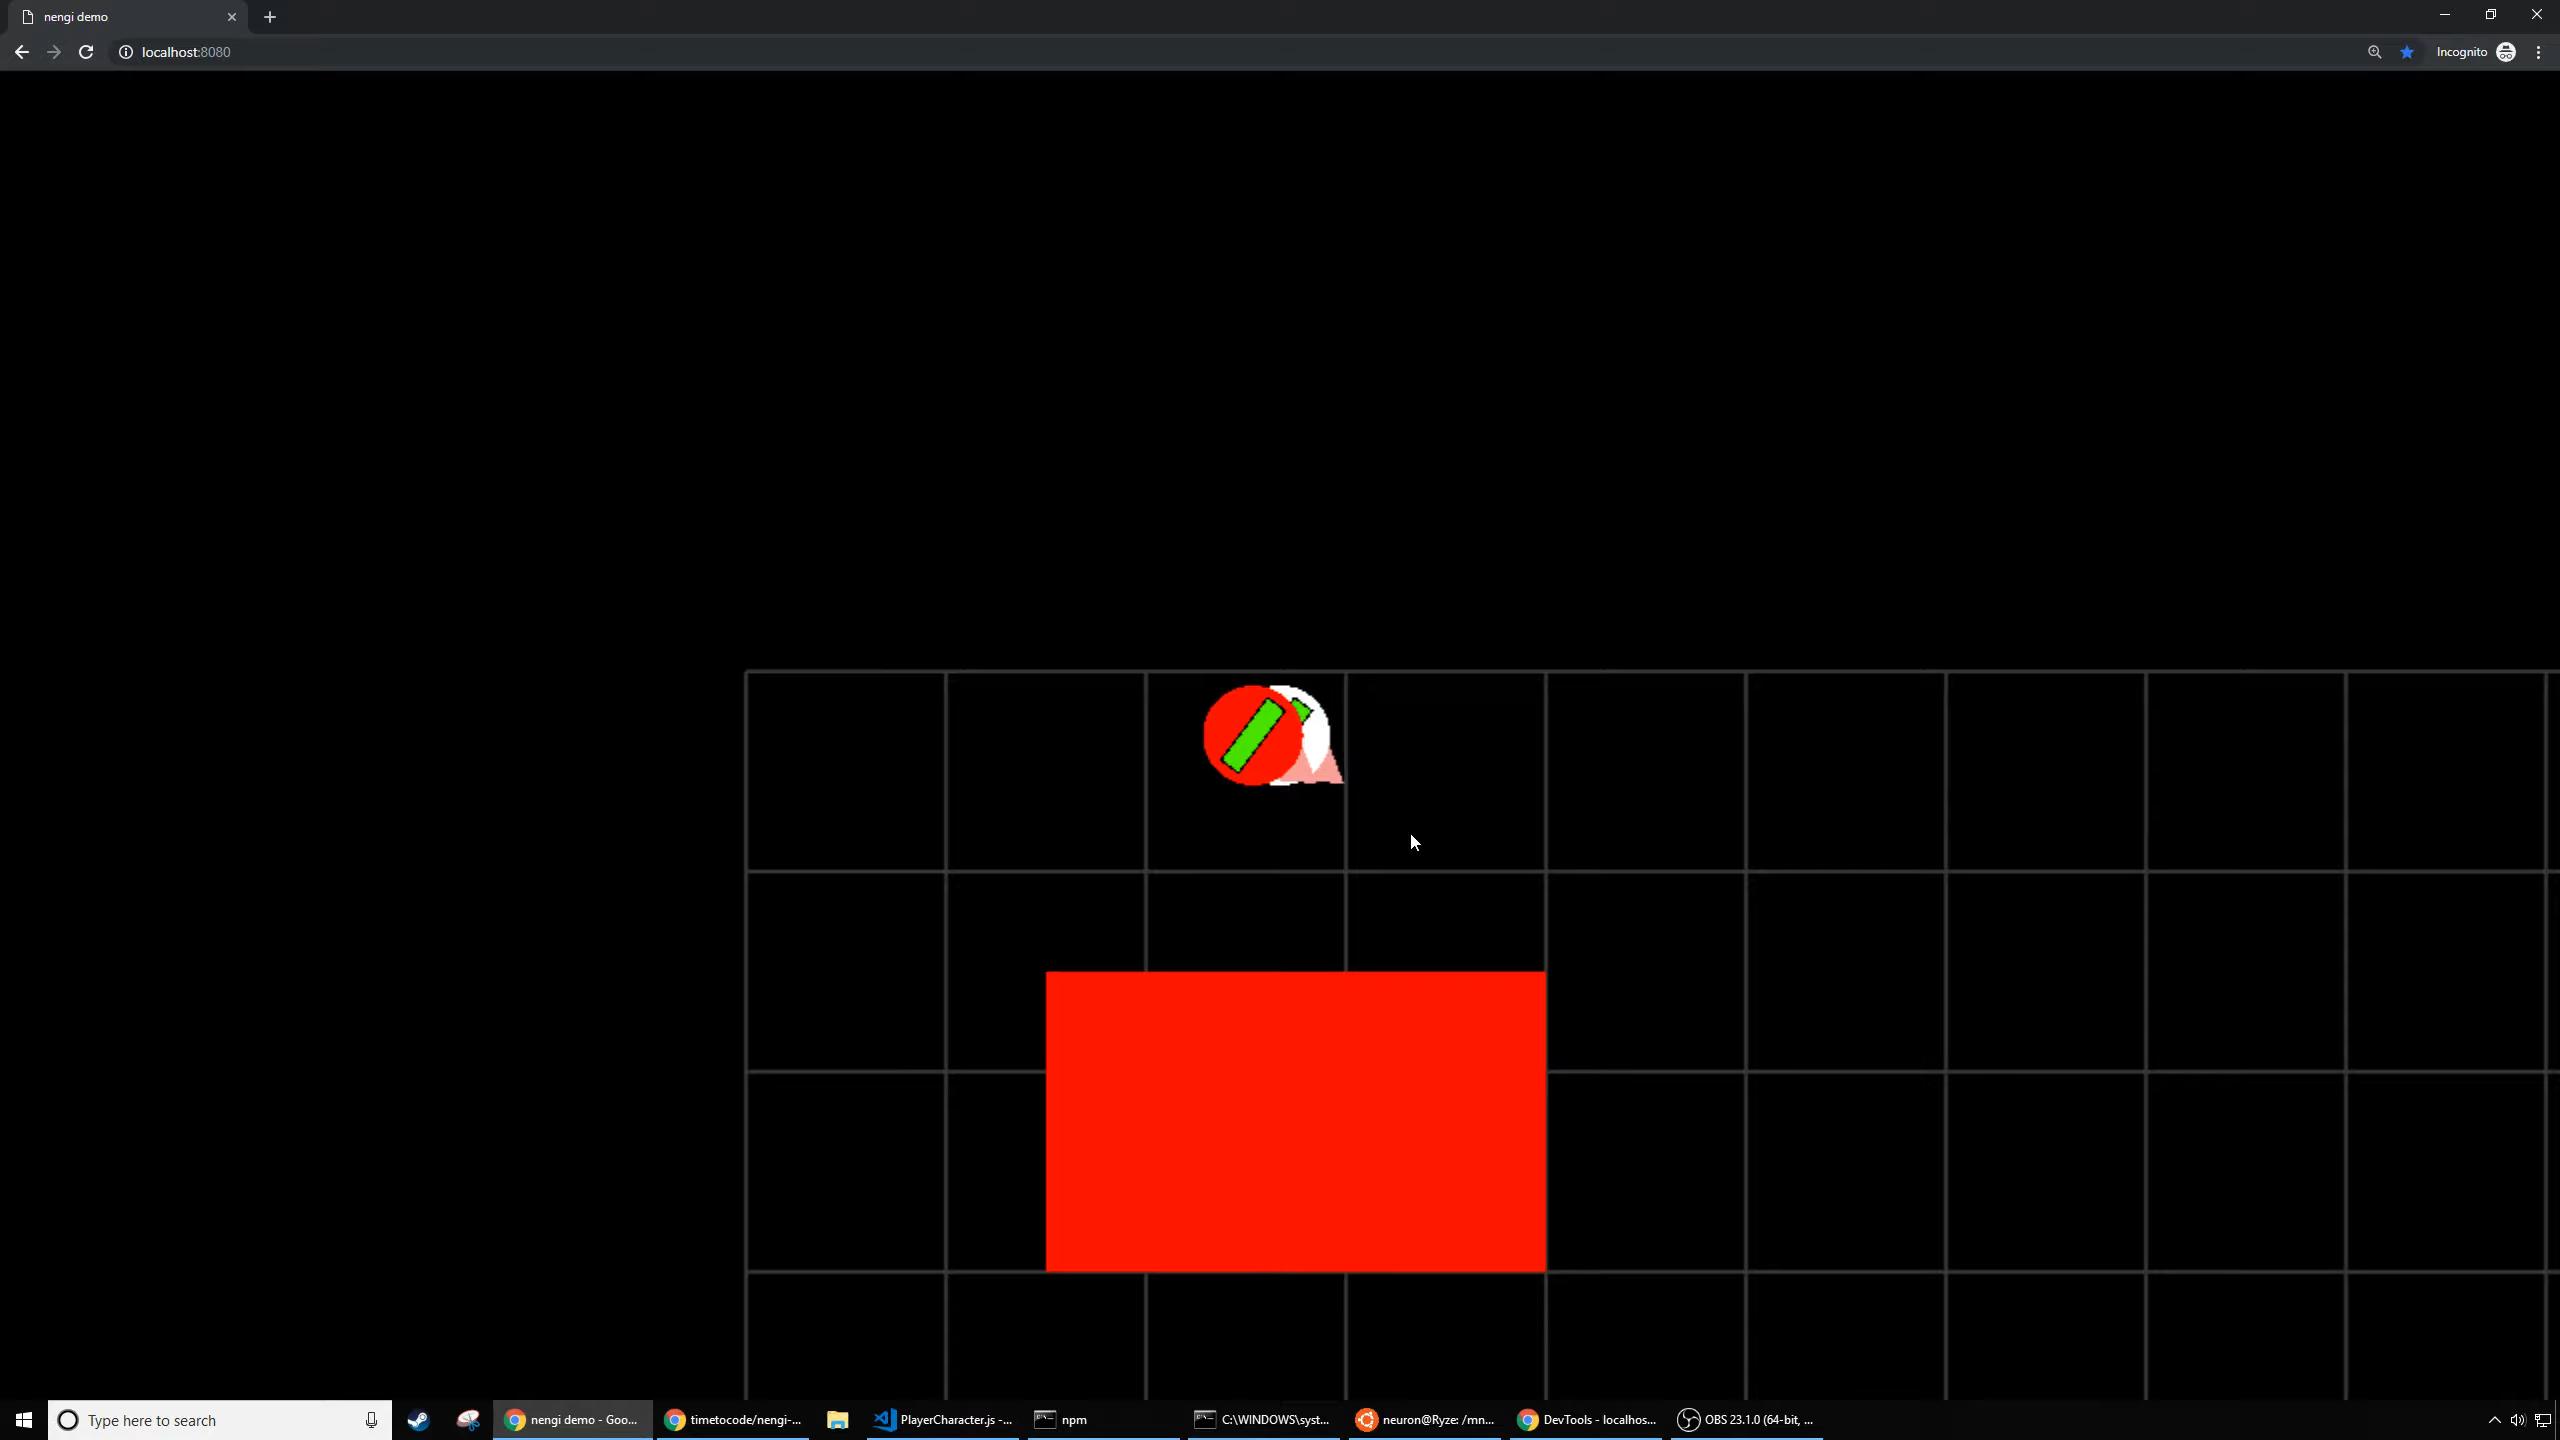 nengi demo
localhost:8080
Incognito
Type here to search
nengi demo - Goo...
timetocode/nengi-...
PlayerCharacter.js -...
npm
C:\WINDOWS\syst...
neuron@Ryze: /mn...
DevTools - localhos...
OBS 23.1.0 (64-bit, ...